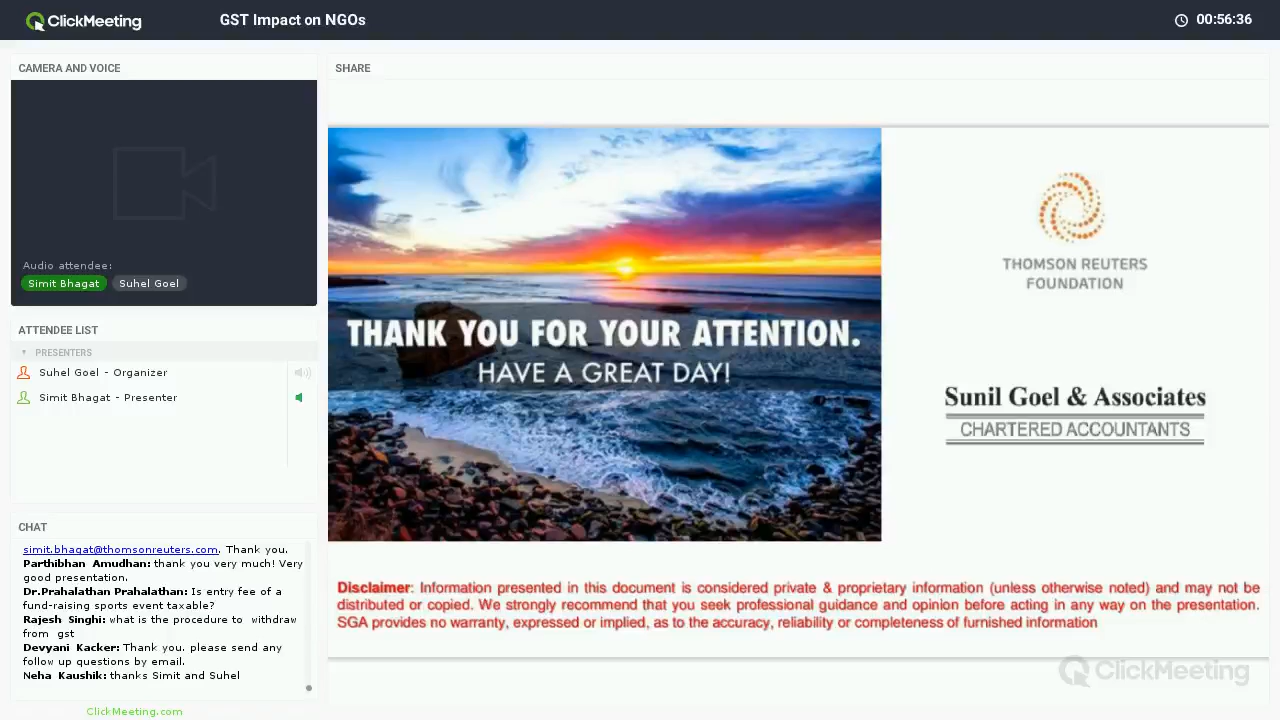 ClickMeeting
GST Impact on NGOs
00:56:36
CAMERA AND VOICE
Audio attendee:
Simit Bhagat
Suhel Goel
ATTENDEE LIST
PRESENTERS
Suhel Goel - Organizer
Simit Bhagat - Presenter
CHAT
simit.bhagat@thomsonreuters.com. Thank you.
Parthibhan Amudhan: thank you very much! Very
good presentation.
Dr.Prahalathan Prahalathan: Is entry fee of a
fund-raising sports event taxable?
Rajesh Singhi: what is the procedure to withdraw
from gst
Devyani Kacker: Thank you. please send any
follow up questions by email.
Neha Kaushik: thanks Simit and Suhel
ClickMeeting.com
SHARE
THANK YOU FOR YOUR ATTENTION.
HAVE A GREAT DAY!
THOMSON REUTERS
FOUNDATION
Sunil Goel & Associates
CHARTERED ACCOUNTANTS
Disclaimer: Information presented in this document is considered private & proprietary information (unless otherwise noted) and may not be
distributed or copied. We strongly recommend that you seek professional guidance and opinion before acting in any way on the presentation.
SGA provides no warranty, expressed or implied, as to the accuracy, reliability or completeness of furnished information
ClickMeeting